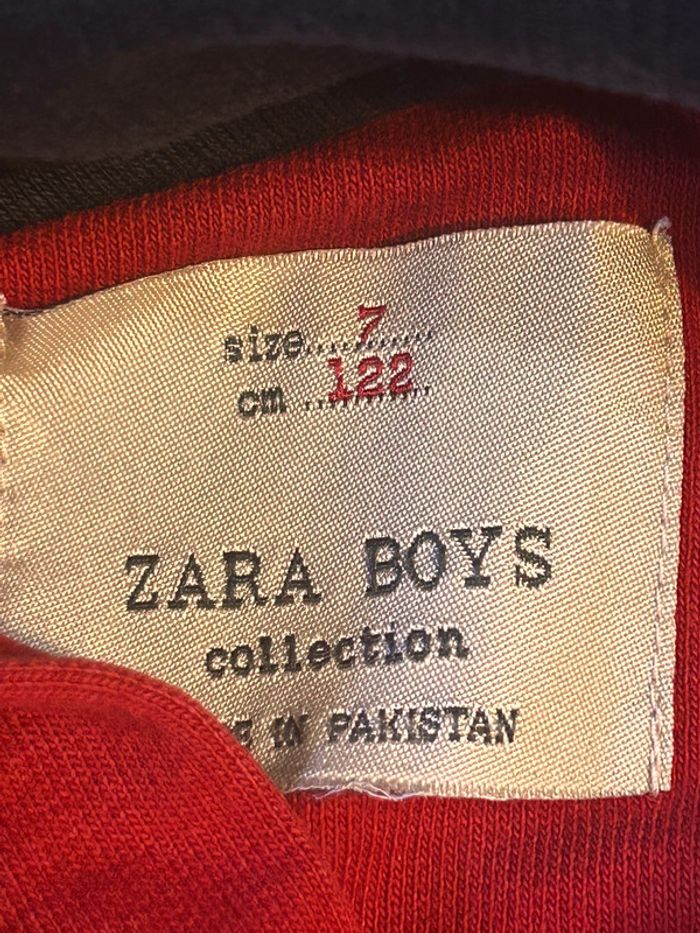 size 7
cm 122
ZARA BOYS
collection
IN PAKISTAN